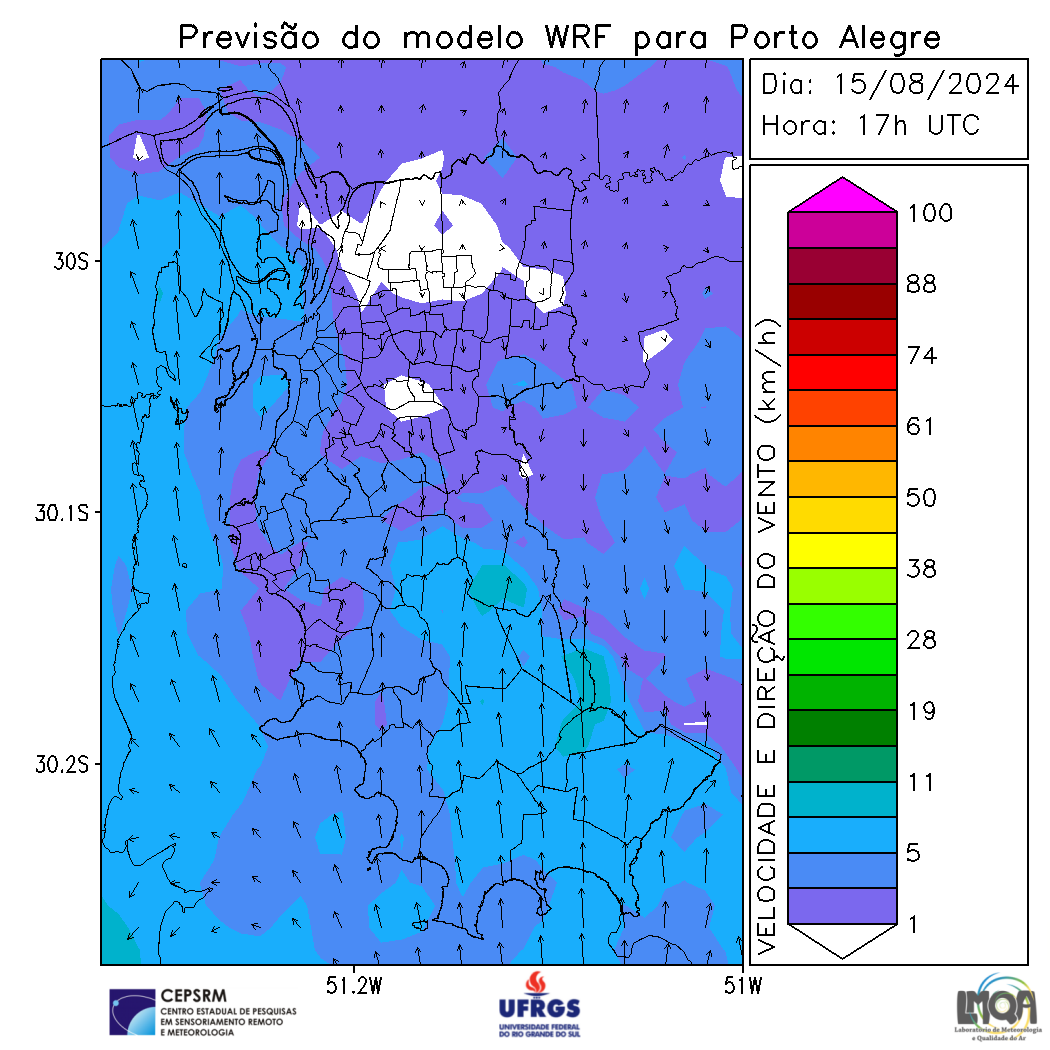 Previsão do modelo WRF para Porto Alegre
Dia: 15/08/2024
Hora: 17h UTC
30S
30.1S
30.2S
51.2W
51W
VELOCIDADE E DIREÇÃO DO VENTO (km/h)
100
88
74
61
50
38
28
19
11
5
1
CEPSRM
CENTRO ESTADUAL DE PESQUISAS
EM SENSORIAMENTO REMOTO
E METEOROLOGIA
UFRGS
UNIVERSIDADE FEDERAL
DO RIO GRANDE DO SUL
LMQA
Laboratório de Meteorologia
e Qualidade do Ar